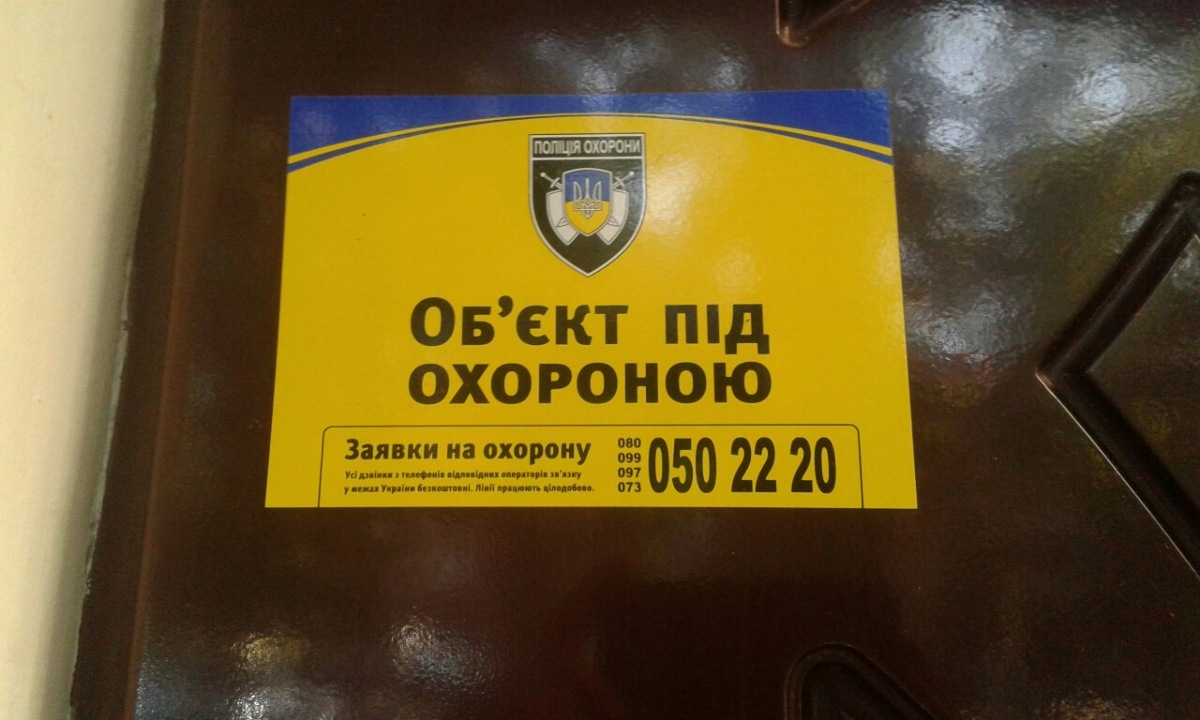 ПОЛІЦІЯ ОХОРОНИ
Об’єкт під
охороною
Заявки на охорону
Усі дзвінки з телефонів відповідних операторів зв'язку
у межах України безкоштовні. Лінії працюють цілодобово.
080
099
097
073
050 22 20